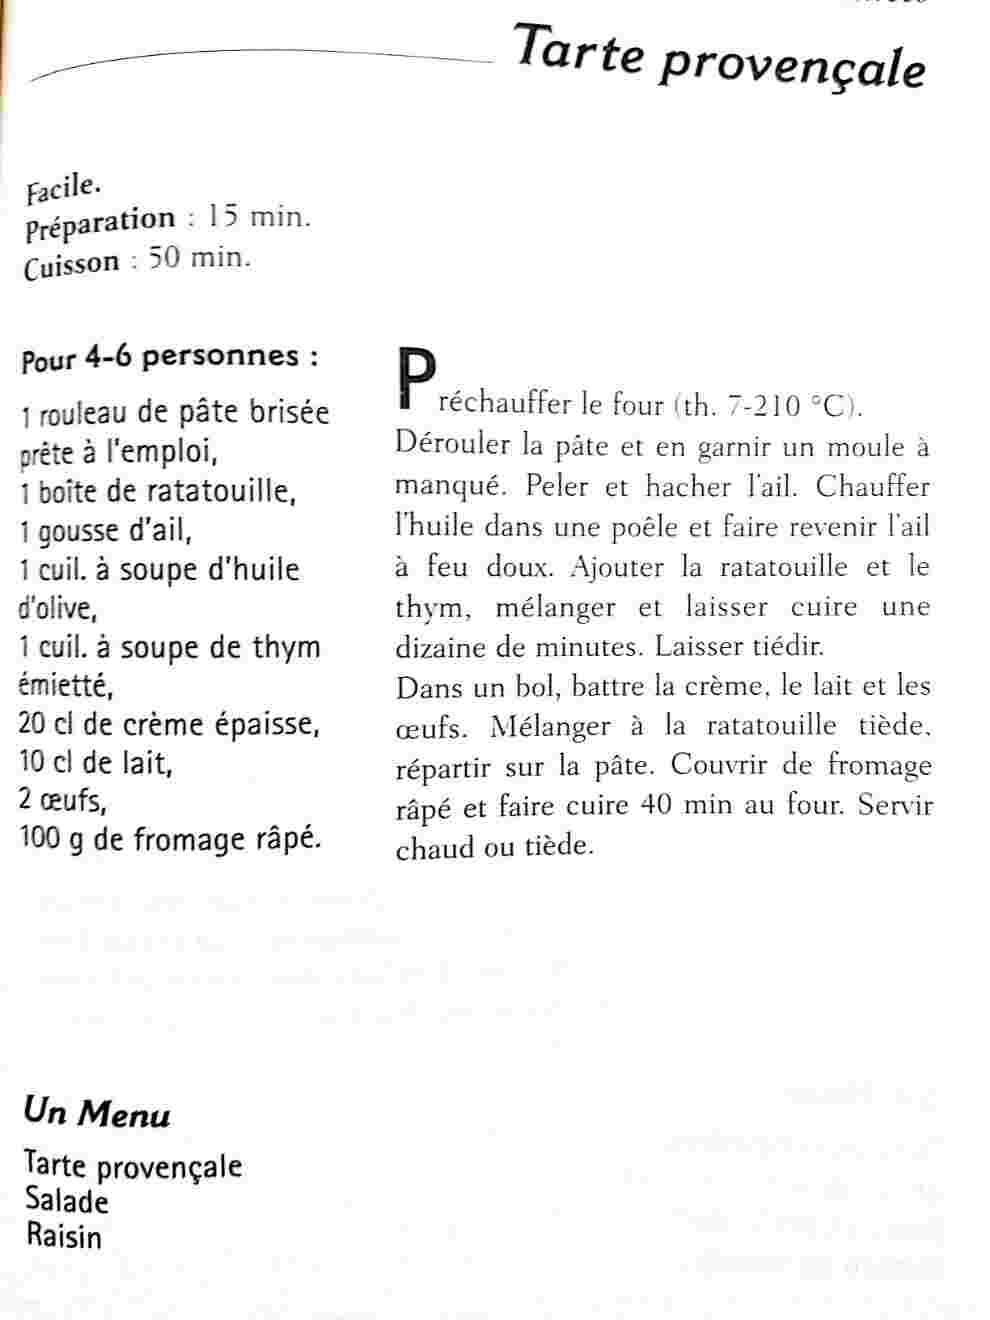 Tarte provençale
Facile.
Préparation : 15 min.
Cuisson : 50 min.
Pour 4-6 personnes :
1 rouleau de pâte brisée
prête à l'emploi,
1 boîte de ratatouille,
1 gousse d'ail,
1 cuil. à soupe d'huile
d'olive,
1 cuil. à soupe de thym
émietté,
20 cl de crème épaisse,
10 cl de lait,
2 œufs,
100 g de fromage râpé.
Préchauffer le four (th. 7-210 °C).
Dérouler la pâte et en garnir un moule à
manqué. Peler et hacher l'ail. Chauffer
l'huile dans une poêle et faire revenir l'ail
à feu doux. Ajouter la ratatouille et le
thym, mélanger et laisser cuire une
dizaine de minutes. Laisser tiédir.
Dans un bol, battre la crème, le lait et les
œufs. Mélanger à la ratatouille tiède,
répartir sur la pâte. Couvrir de fromage
râpé et faire cuire 40 min au four. Servir
chaud ou tiède.
Un Menu
Tarte provençale
Salade
Raisin